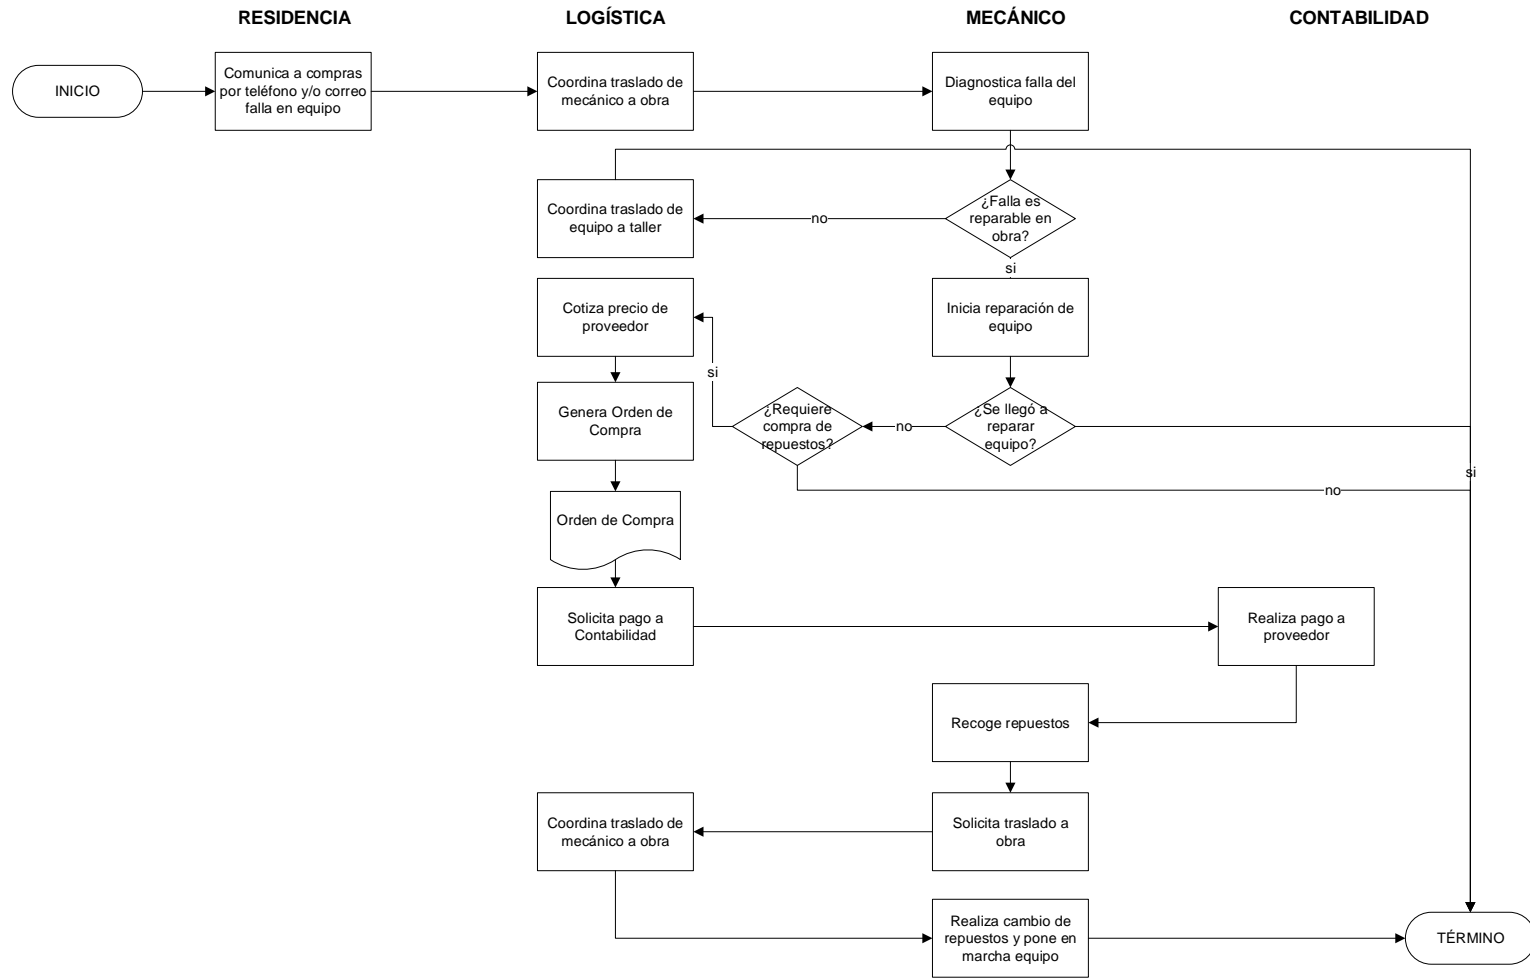 RESIDENCIA
LOGÍSTICA
MECÁNICO
CONTABILIDAD
INICIO
Comunica a compras
por teléfono y/o correo
falla en equipo
Coordina traslado de
mecánico a obra
Diagnostica falla del
equipo
Coordina traslado de
equipo a taller
no
¿Falla es
reparable en
obra?
si
Cotiza precio de
proveedor
Inicia reparación de
equipo
si
Genera Orden de
Compra
¿Requiere
compra de
repuestos?
no
¿Se llegó a
reparar
equipo?
si
no
Orden de Compra
Solicita pago a
Contabilidad
Realiza pago a
proveedor
Recoge repuestos
Coordina traslado de
mecánico a obra
Solicita traslado a
obra
Realiza cambio de
repuestos y pone en
marcha equipo
TÉRMINO